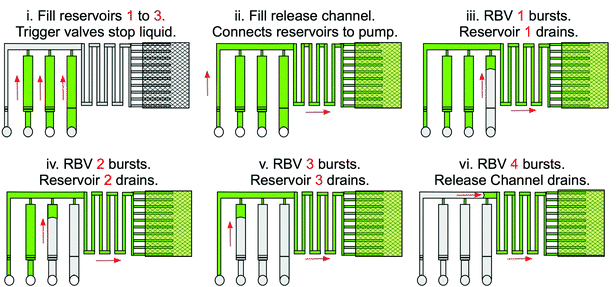 i. Fill reservoirs 1 to 3.
Trigger valves stop liquid.
ii. Fill release channel.
Connects reservoirs to pump.
iii. RBV 1 bursts.
Reservoir 1 drains.
iv. RBV 2 bursts.
Reservoir 2 drains.
v. RBV 3 bursts.
Reservoir 3 drains.
vi. RBV 4 bursts.
Release Channel drains.